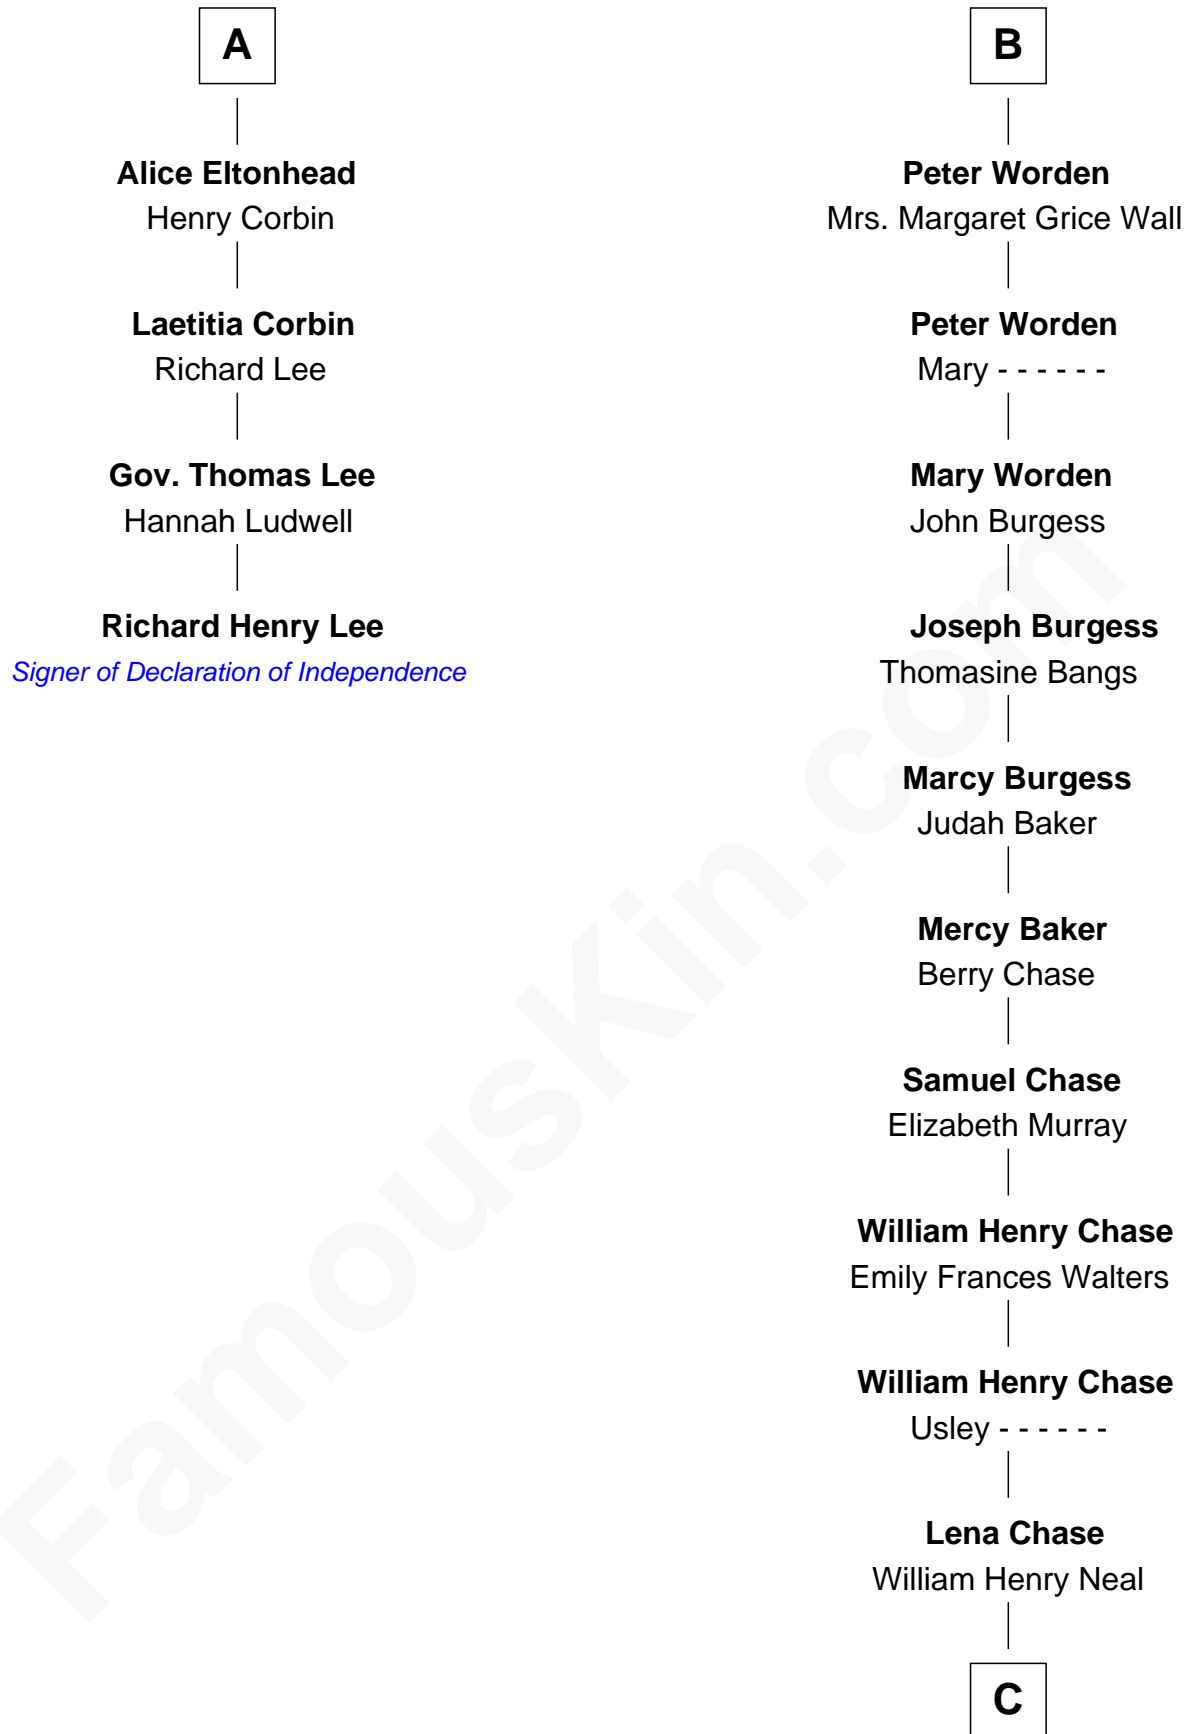 A
Alice Eltonhead
Henry Corbin
Laetitia Corbin
Richard Lee
Gov. Thomas Lee
Hannah Ludwell
Richard Henry Lee
Signer of Declaration of Independence
B
Peter Worden
Mrs. Margaret Grice Wall
Peter Worden
Mary - - - - - -
Mary Worden
John Burgess
Joseph Burgess
Thomasine Bangs
Marcy Burgess
Judah Baker
Mercy Baker
Berry Chase
Samuel Chase
Elizabeth Murray
William Henry Chase
Emily Frances Walters
William Henry Chase
Usley - - - - - -
Lena Chase
William Henry Neal
C
FamousKin.com